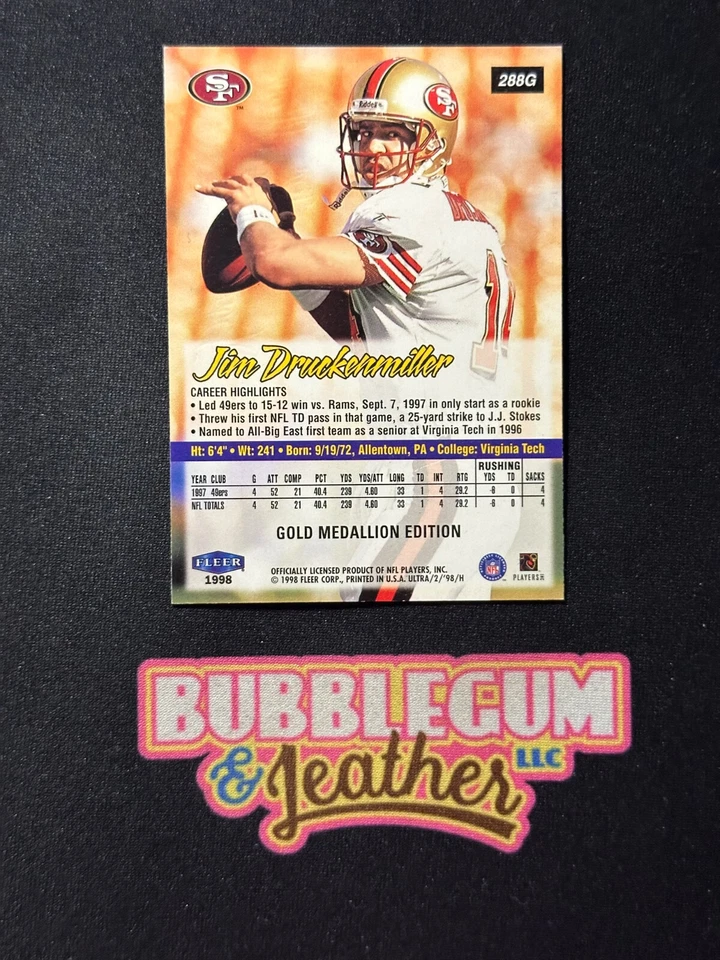 SF
TM
288G
Riddell
SF
Riddell
14
Jim Druckenmiller
CAREER HIGHLIGHTS
• Led 49ers to 15-12 win vs. Rams, Sept. 7, 1997 in only start as a rookie
• Threw his first NFL TD pass in that game, a 25-yard strike to J.J. Stokes
• Named to All-Big East first team as a senior at Virginia Tech in 1996
Ht: 6'4" • Wt: 241 • Born: 9/19/72, Allentown, PA • College: Virginia Tech
RUSHING
YEAR CLUB G ATT COMP PCT YDS YDS/ATT LONG TD INT RTG YDS TD SACKS
1997 49ers 4 52 21 40.4 239 4.60 33 1 4 29.2 -6 0 4
NFL TOTALS 4 52 21 40.4 239 4.60 33 1 4 29.2 -6 0 4
GOLD MEDALLION EDITION
FLEER
1998
OFFICIALLY LICENSED PRODUCT OF NFL PLAYERS, INC.
© 1998 FLEER CORP., PRINTED IN U.S.A. ULTRA/2/'98/H
NFL
PLAYERS
BUBBLEGUM
& Leather LLC